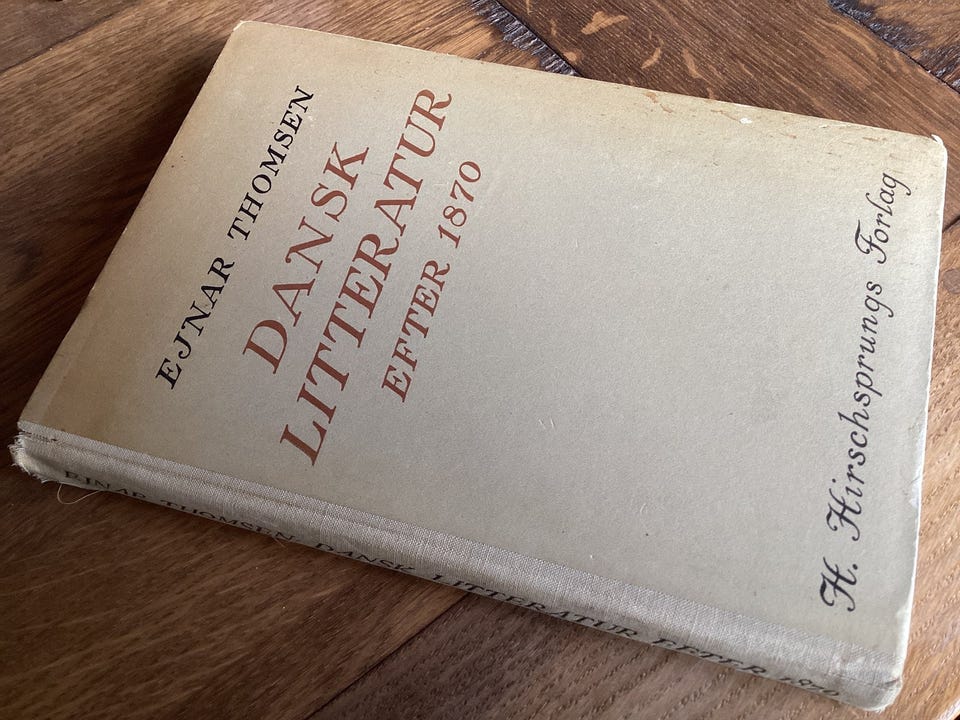 EJNAR THOMSEN
DANSK
LITTERATUR
EFTER 1870
H. Hirschsprungs Forlag
EJNAR THOMSEN: DANSK LITTERATUR EFTER 1870